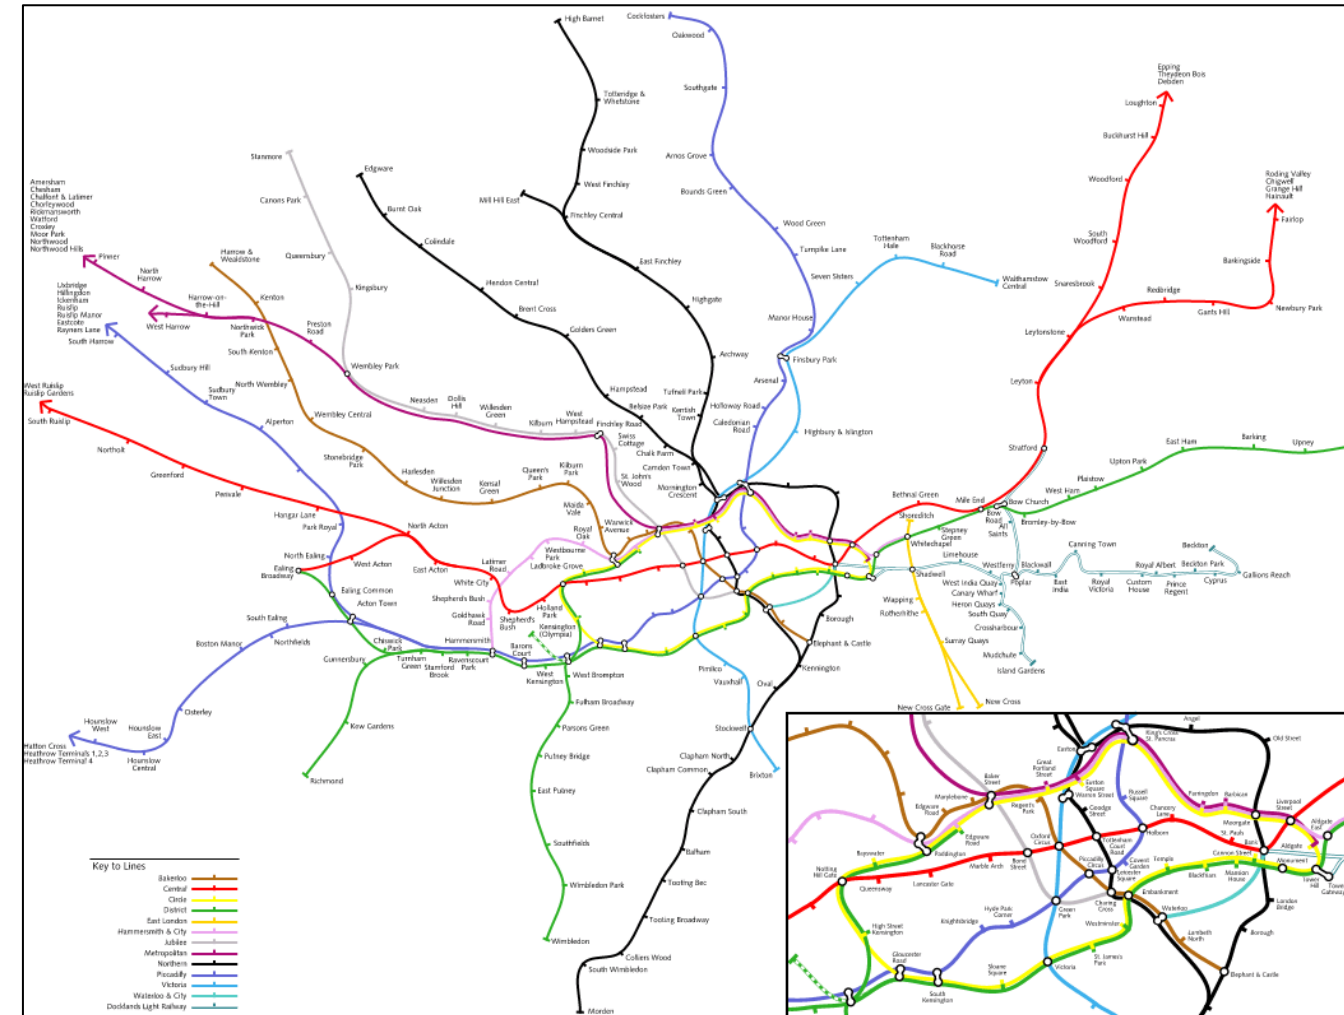 High Barnet
Cockfosters
Oakwood
Totteridge &
Whetstone
Southgate
Woodside Park
Arnos Grove
West Finchley
Bounds Green
Mill Hill East
Finchley Central
Wood Green
East Finchley
Turnpike Lane
Highgate
Seven Sisters
Tottenham
Hale
Blackhorse
Road
Walthamstow
Central
Manor House
Archway
Finsbury Park
Arsenal
Tufnell Park
Holloway Road
Kentish
Town
Caledonian
Road
Highbury & Islington
Epping
Theydon Bois
Debden
Loughton
Buckhurst Hill
Woodford
South
Woodford
Snaresbrook
Roding Valley
Chigwell
Grange Hill
Hainault
Fairlop
Barkingside
Newbury Park
Redbridge
Gants Hill
Wanstead
Leytonstone
Leyton
Stratford
Stanmore
Canons Park
Queensbury
Kingsbury
Wembley Park
Edgware
Burnt Oak
Colindale
Hendon Central
Brent Cross
Golders Green
Hampstead
Belsize Park
Chalk Farm
Camden Town
Mornington
Crescent
Amersham
Chesham
Chalfont & Latimer
Chorleywood
Rickmansworth
Watford
Croxley
Moor Park
Northwood
Northwood Hills
Pinner
North
Harrow
Harrow-on-
the-Hill
West Harrow
Northwick
Park
Preston
Road
Uxbridge
Hillingdon
Ickenham
Ruislip
Ruislip Manor
Eastcote
Rayners Lane
South Harrow
Sudbury Hill
Sudbury
Town
Alperton
Harrow &
Wealdstone
Kenton
South Kenton
North Wembley
Wembley Central
Stonebridge
Park
Harlesden
Willesden
Junction
Kensal
Green
Queen's
Park
Kilburn
Park
Maida
Vale
Warwick
Avenue
Neasden
Dollis
Hill
Willesden
Green
Kilburn
West
Hampstead
Finchley Road
Swiss
Cottage
St. John's
Wood
West Ruislip
Ruislip Gardens
South Ruislip
Northolt
Greenford
Perivale
Hanger Lane
Park Royal
North Ealing
Ealing
Broadway
West Acton
North Acton
East Acton
Ealing Common
Acton Town
South Ealing
Northfields
Boston Manor
Osterley
Hounslow
East
Hounslow
Central
Hounslow
West
Hatton Cross
Heathrow Terminals 1,2,3
Heathrow Terminal 4
Chiswick
Park
Gunnersbury
Kew Gardens
Richmond
Turnham
Green
Stamford
Brook
Ravenscourt
Park
Hammersmith
Barons
Court
West
Kensington
Royal
Oak
Westbourne
Park
Ladbroke Grove
Latimer
Road
White City
Shepherd's Bush
Goldhawk
Road
Shepherd's
Bush
Holland
Park
Kensington
(Olympia)
West Brompton
Fulham Broadway
Parsons Green
Putney Bridge
East Putney
Southfields
Wimbledon Park
Wimbledon
Pimlico
Vauxhall
Stockwell
Brixton
Borough
Elephant & Castle
Kennington
Oval
Clapham North
Clapham Common
Clapham South
Balham
Tooting Bec
Tooting Broadway
Colliers Wood
South Wimbledon
Morden
Bethnal Green
Mile End
Shoreditch
Whitechapel
Stepney
Green
Bow
Road
Bow Church
Bromley-by-Bow
West Ham
Plaistow
Upton Park
East Ham
Barking
Upney
All
Saints
Limehouse
Westferry
Poplar
Blackwall
East
India
Canning Town
Royal
Victoria
Custom
House
Prince
Regent
Royal Albert
Beckton Park
Cyprus
Gallions Reach
Beckton
Shadwell
Wapping
Rotherhithe
Surray Quays
New Cross Gate
New Cross
West India Quay
Canary Wharf
Heron Quays
South Quay
Crossharbour
Mudchute
Island Gardens
Key to Lines
Bakerloo
Central
Circle
District
East London
Hammersmith & City
Jubilee
Metropolitan
Northern
Piccadilly
Victoria
Waterloo & City
Docklands Light Railway
Angel
Old Street
King's Cross
St. Pancras
Euston
Great
Portland
Street
Euston
Square
Warren Street
Baker
Street
Marylebone
Edgware
Road
Regent's
Park
Goodge
Street
Russell
Square
Chancery
Lane
Farringdon
Barbican
Liverpool
Street
Moorgate
Aldgate
East
Aldgate
St. Pauls
Bank
Cannon Street
Monument
Tower
Hill
Tower
Gateway
Mansion
House
Blackfriars
Temple
Holborn
Tottenham
Court
Road
Oxford
Circus
Bond
Street
Marble Arch
Lancaster Gate
Queensway
Notting
Hill Gate
Bayswater
Paddington
Edgware
Road
Piccadilly
Circus
Covent
Garden
Leicester
Square
Charing
Cross
Embankment
Waterloo
Lambeth
North
Elephant & Castle
Borough
London
Bridge
Westminster
St. James's
Park
Green
Park
Hyde Park
Corner
Knightsbridge
Victoria
Sloane
Square
South
Kensington
Gloucester
Road
High Street
Kensington